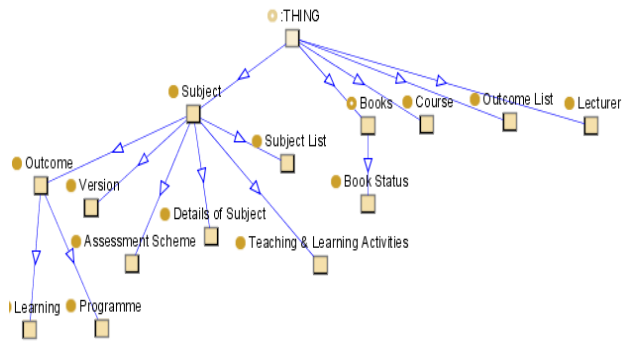 :THING
Subject
Books
Course
Outcome List
Lecturer
Subject List
Outcome
Version
Book Status
Details of Subject
Assessment Scheme
Teaching & Learning Activities
Learning
Programme